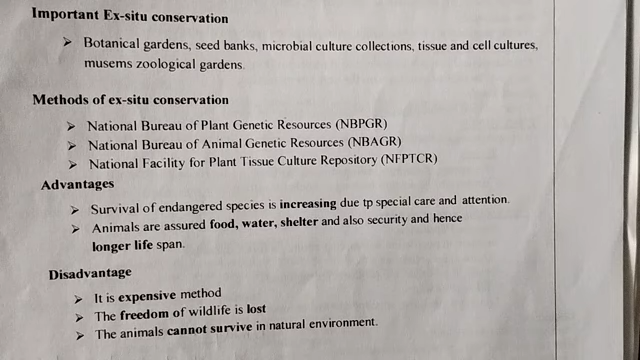 Important Ex-situ conservation
➢ Botanical gardens, seed banks, microbial culture collections, tissue and cell cultures,
musems zoological gardens.
Methods of ex-situ conservation
➢ National Bureau of Plant Genetic Resources (NBPGR)
➢ National Bureau of Animal Genetic Resources (NBAGR)
➢ National Facility for Plant Tissue Culture Repository (NFPTCR)
Advantages
➢ Survival of endangered species is increasing due tp special care and attention.
➢ Animals are assured food, water, shelter and also security and hence
longer life span.
Disadvantage
➢ It is expensive method
➢ The freedom of wildlife is lost
➢ The animals cannot survive in natural environment.